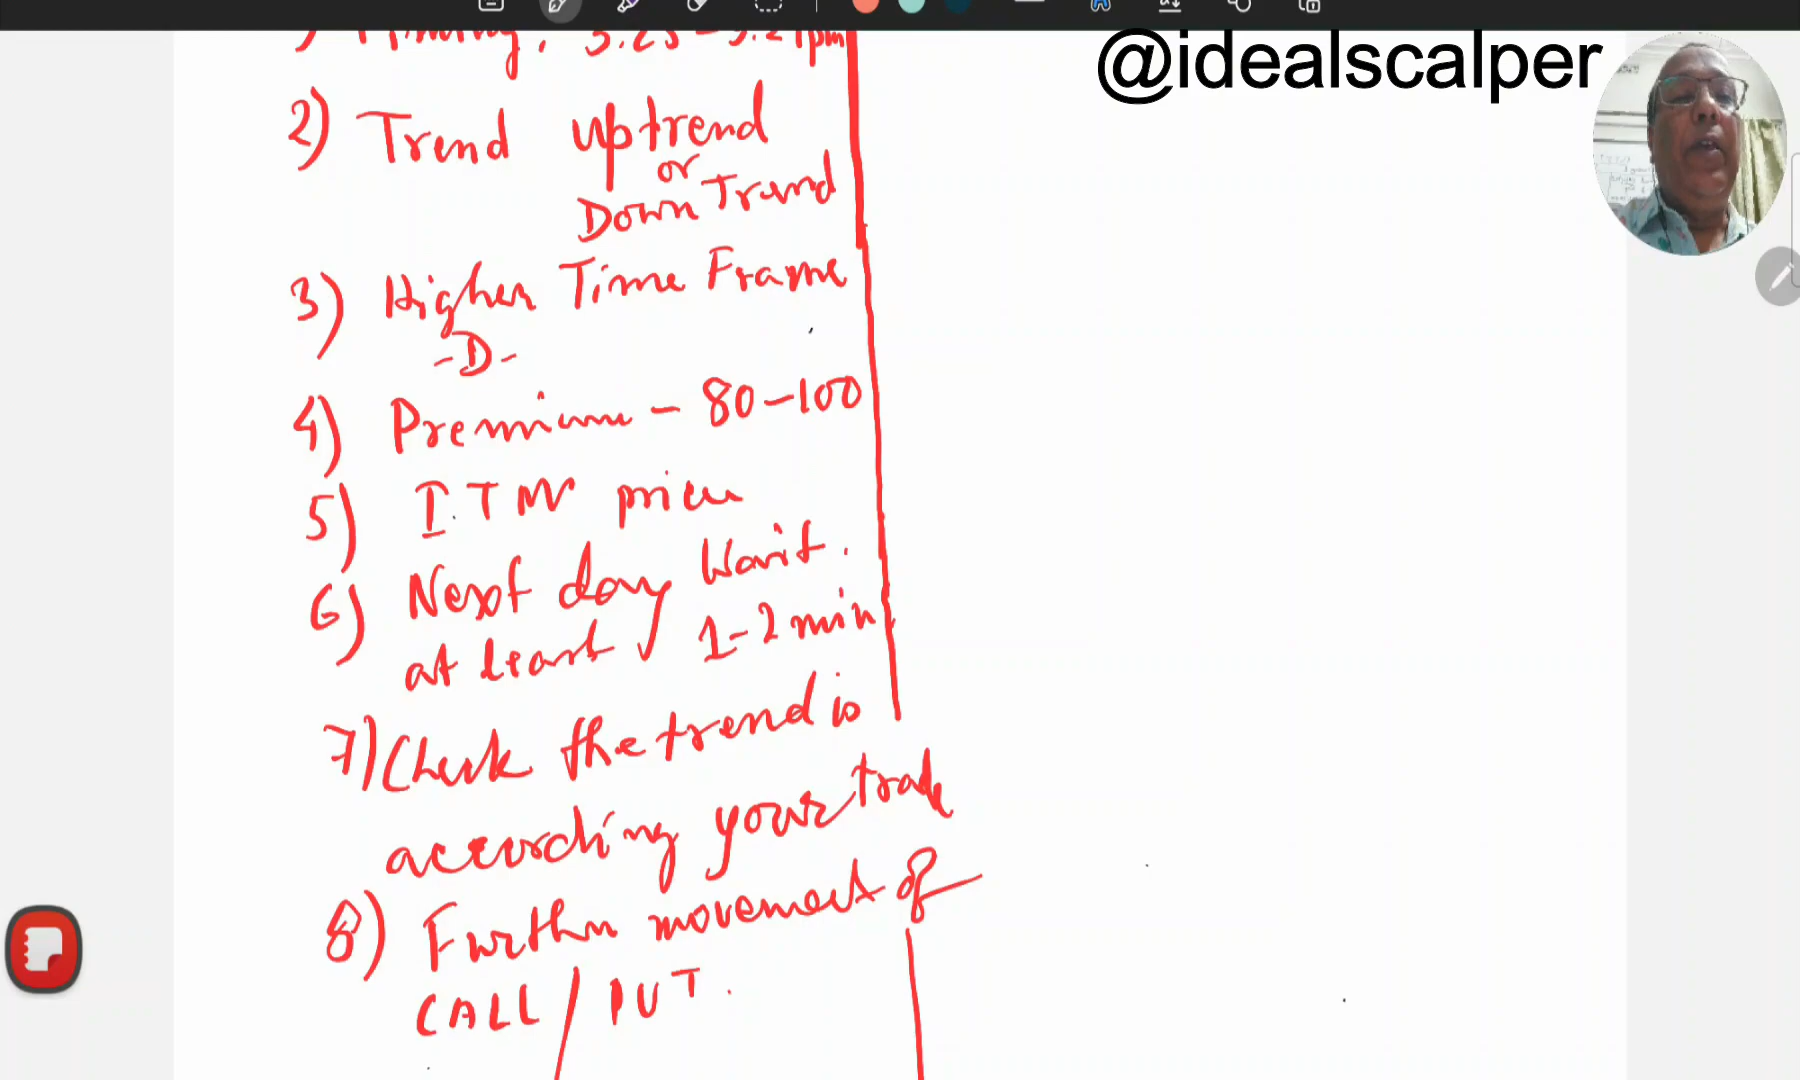 @idealscalper
2) Trend uptrend
or
Down Trend
3) Higher Time Frame
-D-
4) Premium - 80-100
5) ITM price
6) Next day Wait.
at least 1-2 min
7) Check the trend is
according your trade
8) Further movement of
CALL / PUT.